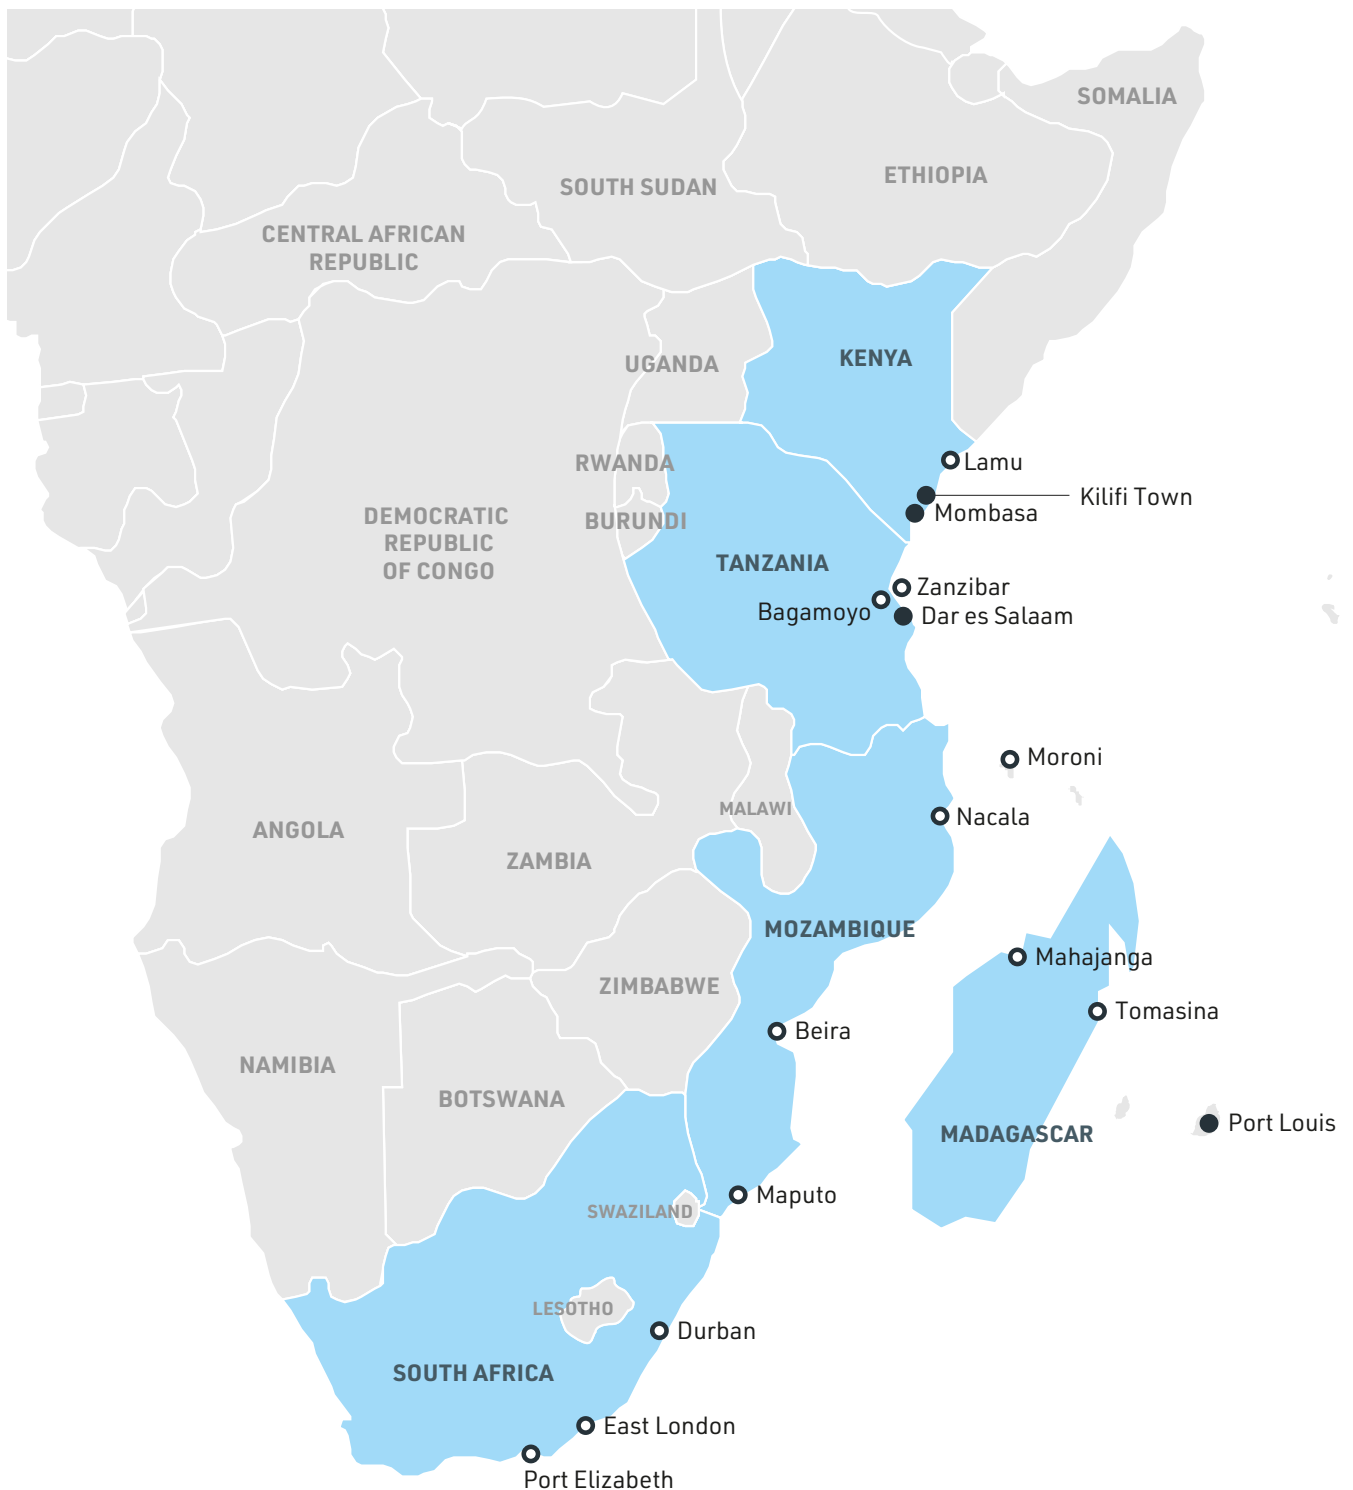 SOMALIA
ETHIOPIA
SOUTH SUDAN
CENTRAL AFRICAN
REPUBLIC
KENYA
UGANDA
Lamu
RWANDA
Kilifi Town
Mombasa
DEMOCRATIC
REPUBLIC
OF CONGO
BURUNDI
TANZANIA
Zanzibar
Bagamoyo
Dar es Salaam
Moroni
MALAWI
Nacala
ANGOLA
ZAMBIA
MOZAMBIQUE
Mahajanga
ZIMBABWE
Tomasina
Beira
NAMIBIA
BOTSWANA
Port Louis
MADAGASCAR
Maputo
SWAZILAND
LESOTHO
Durban
SOUTH AFRICA
East London
Port Elizabeth